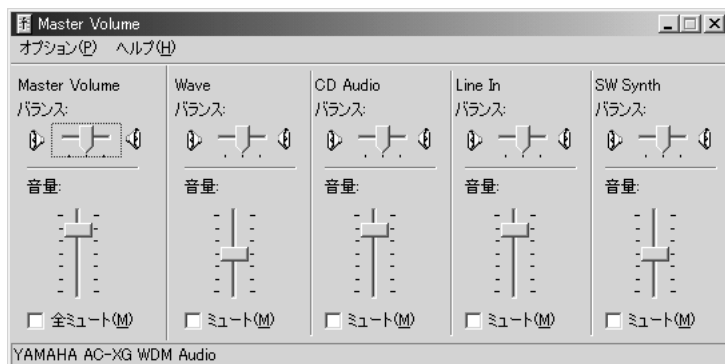 Master Volume
オプション(P) ヘルプ(H)
Master Volume
バランス:
音量:
全ミュート(M)
Wave
バランス:
音量:
ミュート(M)
CD Audio
バランス:
音量:
ミュート(M)
Line In
バランス:
音量:
ミュート(M)
SW Synth
バランス:
音量:
ミュート(M)
YAMAHA AC-XG WDM Audio